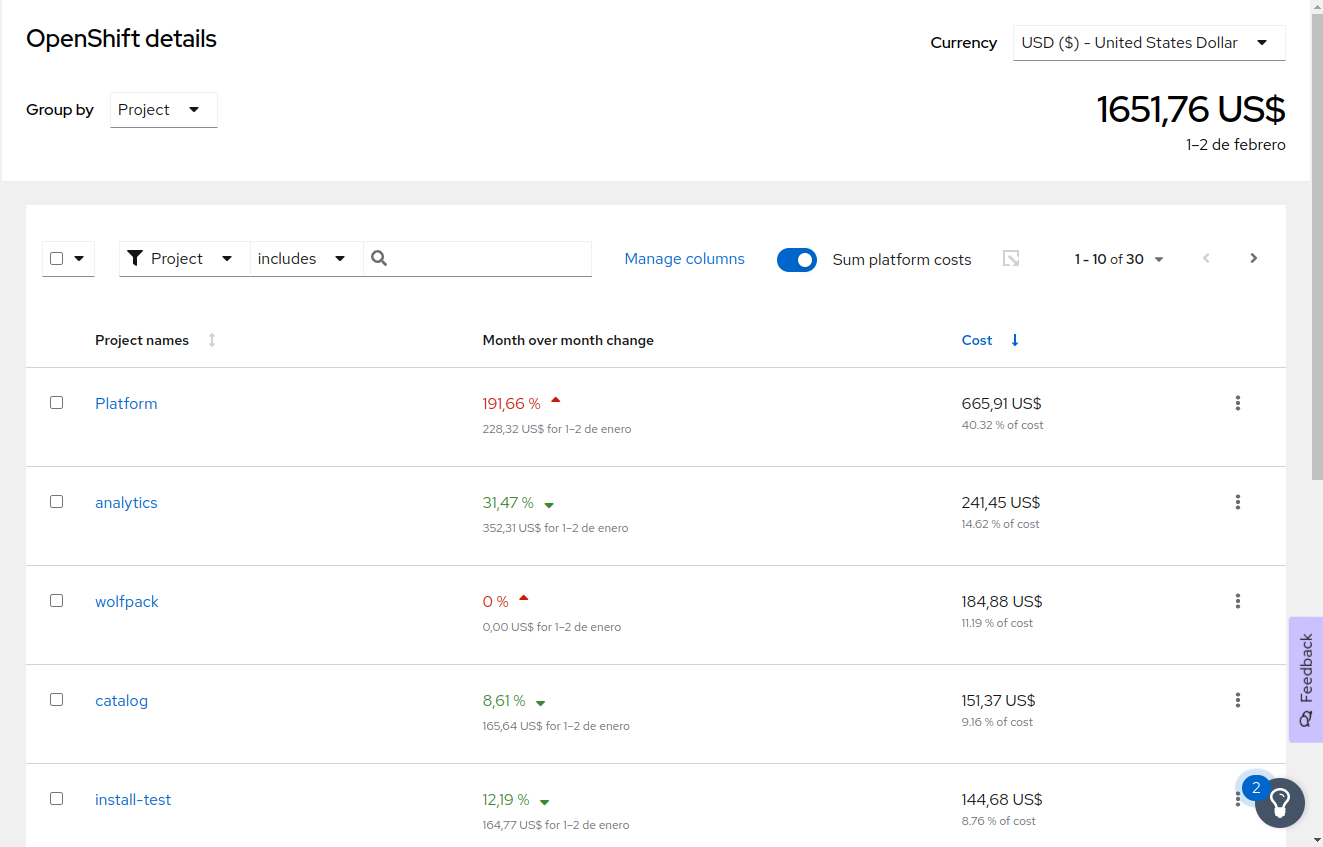 OpenShift details
Currency
USD ($) - United States Dollar
Group by
Project
1651,76 US$
1–2 de febrero
Project
includes
Manage columns
Sum platform costs
1 - 10 of 30
Project names
Month over month change
Cost
Platform
191,66 %
665,91 US$
228,32 US$ for 1–2 de enero
40.32 % of cost
analytics
31,47 %
241,45 US$
352,31 US$ for 1–2 de enero
14.62 % of cost
wolfpack
0 %
184,88 US$
0,00 US$ for 1–2 de enero
11.19 % of cost
Feedback
catalog
8,61 %
151,37 US$
165,64 US$ for 1–2 de enero
9.16 % of cost
install-test
12,19 %
144,68 US$
2
164,77 US$ for 1–2 de enero
8.76 % of cost